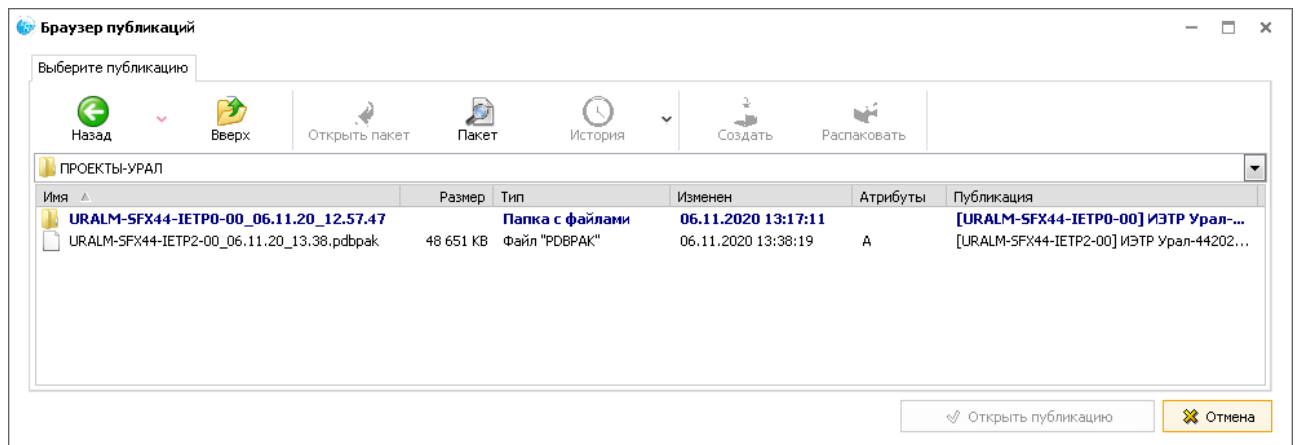 Браузер публикаций
Выберите публикацию
Назад Вверх Открыть пакет Пакет История Создать Распаковать
ПРОЕКТЫ-УРАЛ
Имя Размер Тип Изменен Атрибуты Публикация
URALM-SFX44-IETP0-00_06.11.20_12.57.47 Папка с файлами 06.11.2020 13:17:11 [URALM-SFX44-IETP0-00] ИЭТР Урал-...
URALM-SFX44-IETP2-00_06.11.20_13.38.pdbpak 48 651 KB Файл "PDBPAK" 06.11.2020 13:38:19 A [URALM-SFX44-IETP2-00] ИЭТР Урал-44202...
Открыть публикацию Отмена